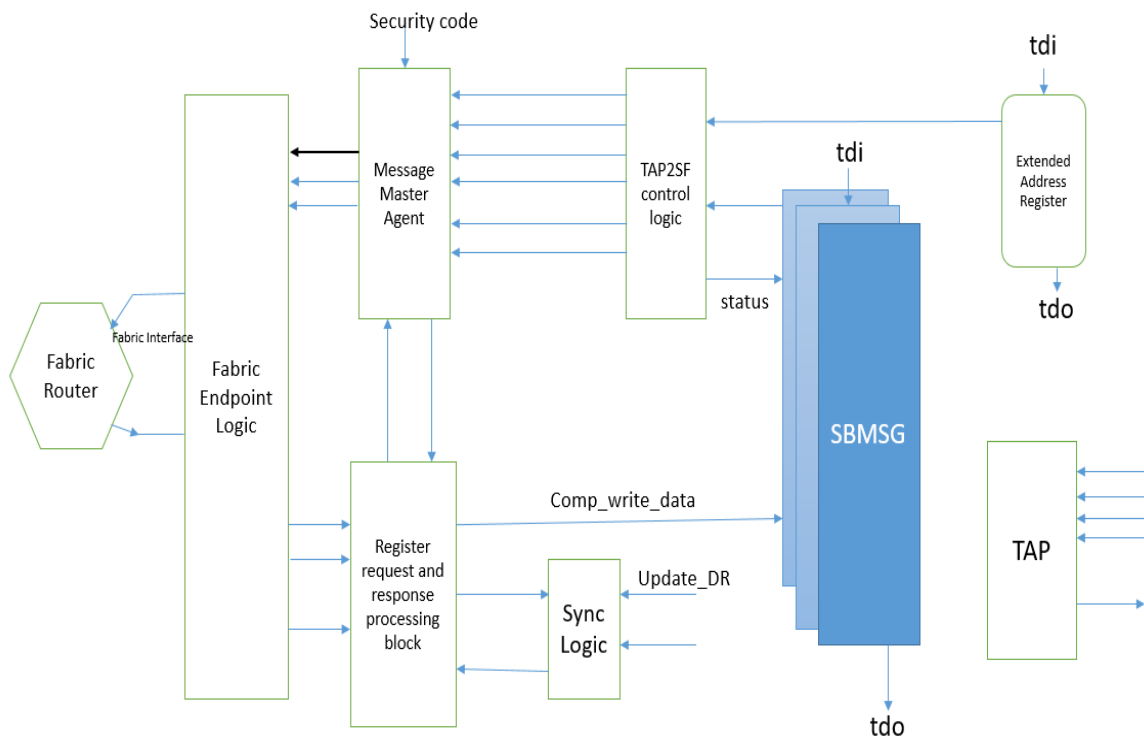 Security code
tdi
Message
Master
Agent
TAP2SF
control
logic
tdi
Extended
Address
Register
status
tdo
Fabric Interface
Fabric
Router
Fabric
Endpoint
Logic
SBMSG
Comp_write_data
Register
request and
response
processing
block
Update_DR
Sync
Logic
TAP
tdo